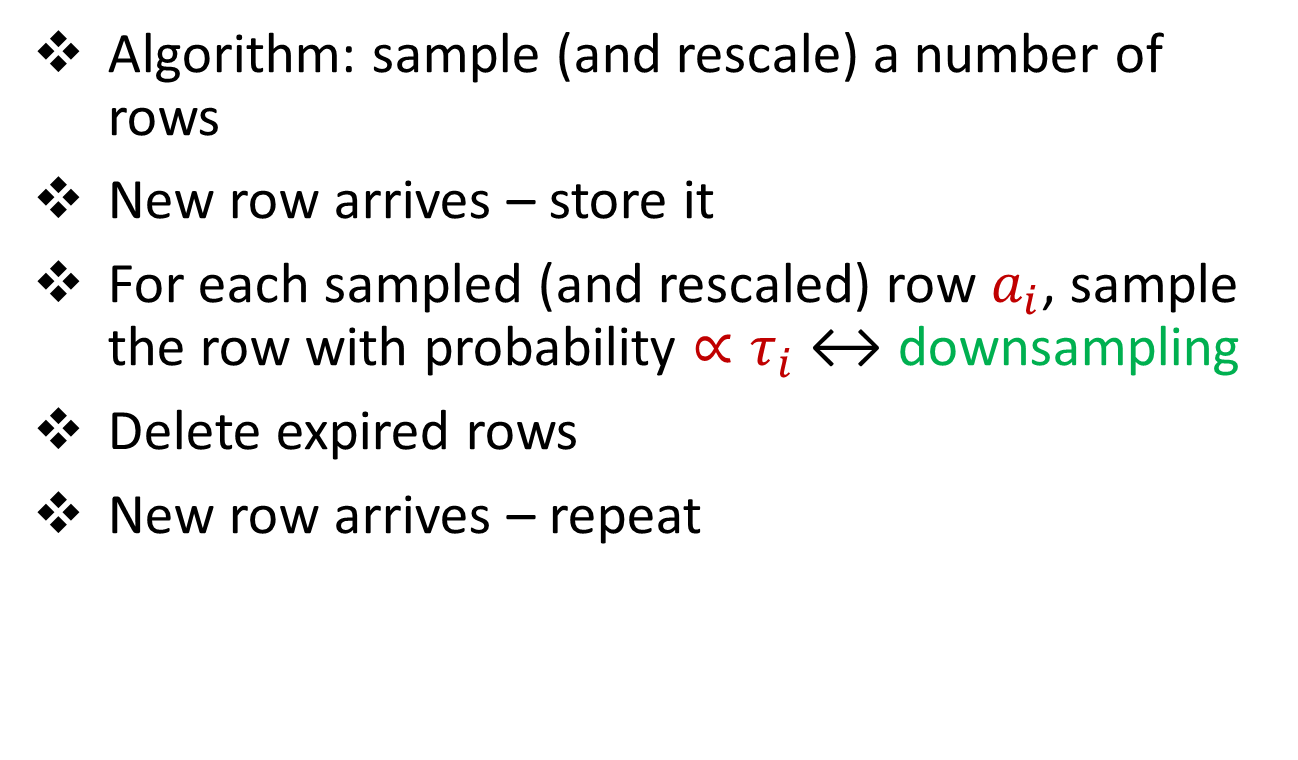 ❖ Algorithm: sample (and rescale) a number of
rows
❖ New row arrives – store it
❖ For each sampled (and rescaled) row 𝑎ᵢ, sample
the row with probability ∝ 𝜏ᵢ ↔ downsampling
❖ Delete expired rows
❖ New row arrives – repeat